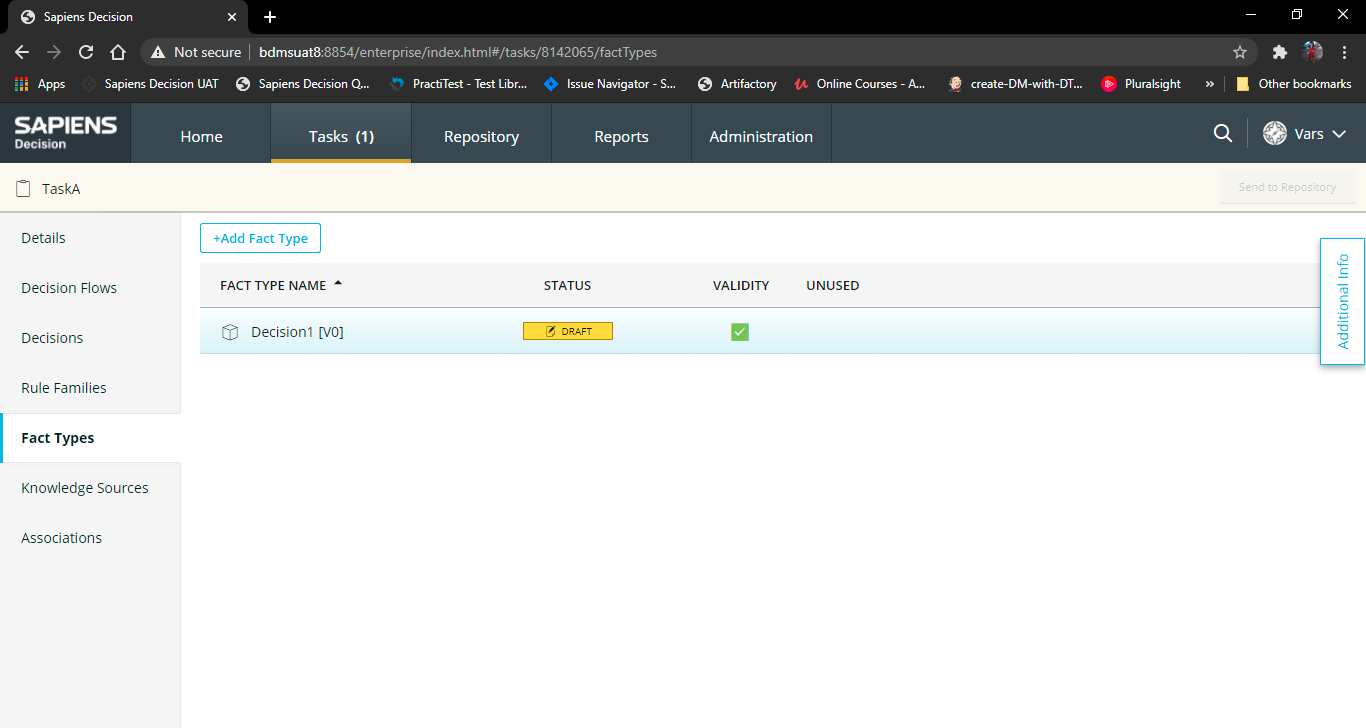 Sapiens Decision
Not secure bdmsuat8:8854/enterprise/index.html#/tasks/8142065/factTypes
Apps Sapiens Decision UAT Sapiens Decision Q... PractiTest - Test Libr... Issue Navigator - S... Artifactory Online Courses - A... create-DM-with-DT... Pluralsight » Other bookmarks
SAPIENS
Decision
Home Tasks (1) Repository Reports Administration Vars
TaskA Send to Repository
Details
Decision Flows
Decisions
Rule Families
Fact Types
Knowledge Sources
Associations
+Add Fact Type
FACT TYPE NAME STATUS VALIDITY UNUSED
Decision1 [V0] DRAFT
Additional Info